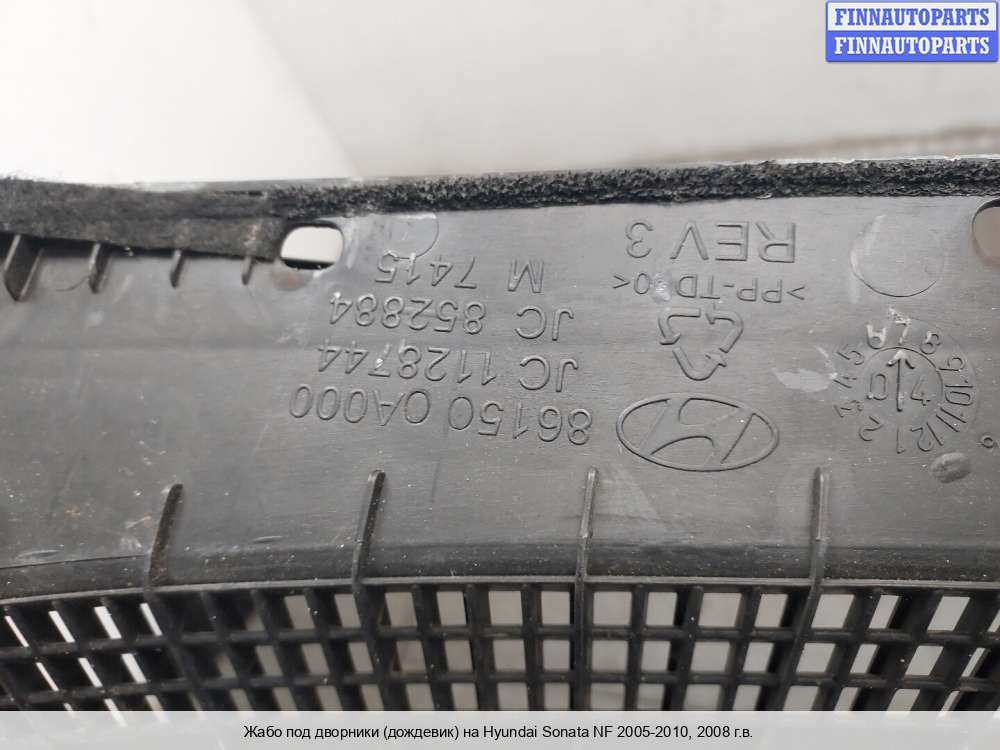 FINNAUTOPARTS
FINNAUTOPARTS
86150 0A000
JC 1128744
JC 852884
M 7415
>PP-TD 0<
REV 3
Жабо под дворники (дождевик) на Hyundai Sonata NF 2005-2010, 2008 г.в.